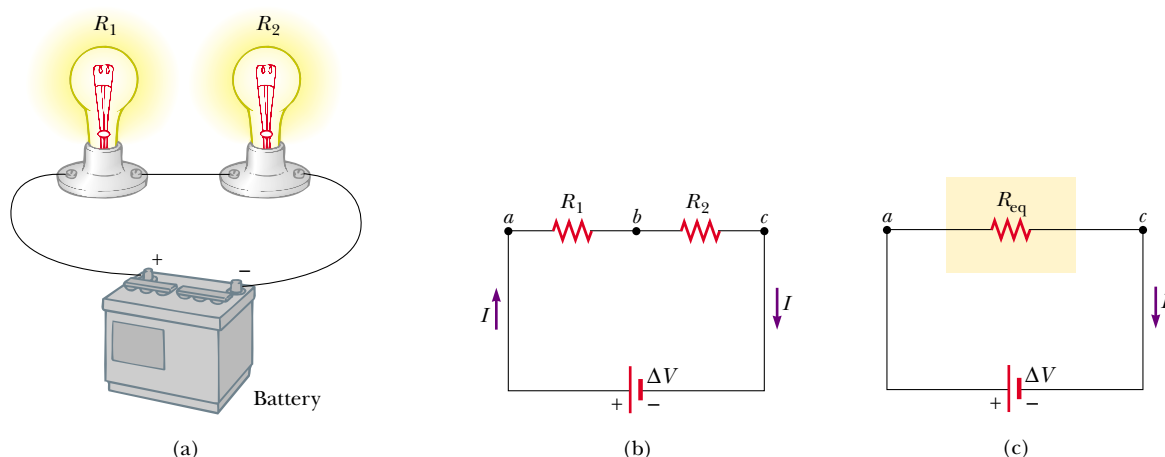 R1 R2
+ −
Battery
(a)
a R1 b R2 c
I I
ΔV
+ −
(b)
a Req c
I
ΔV
+ −
(c)